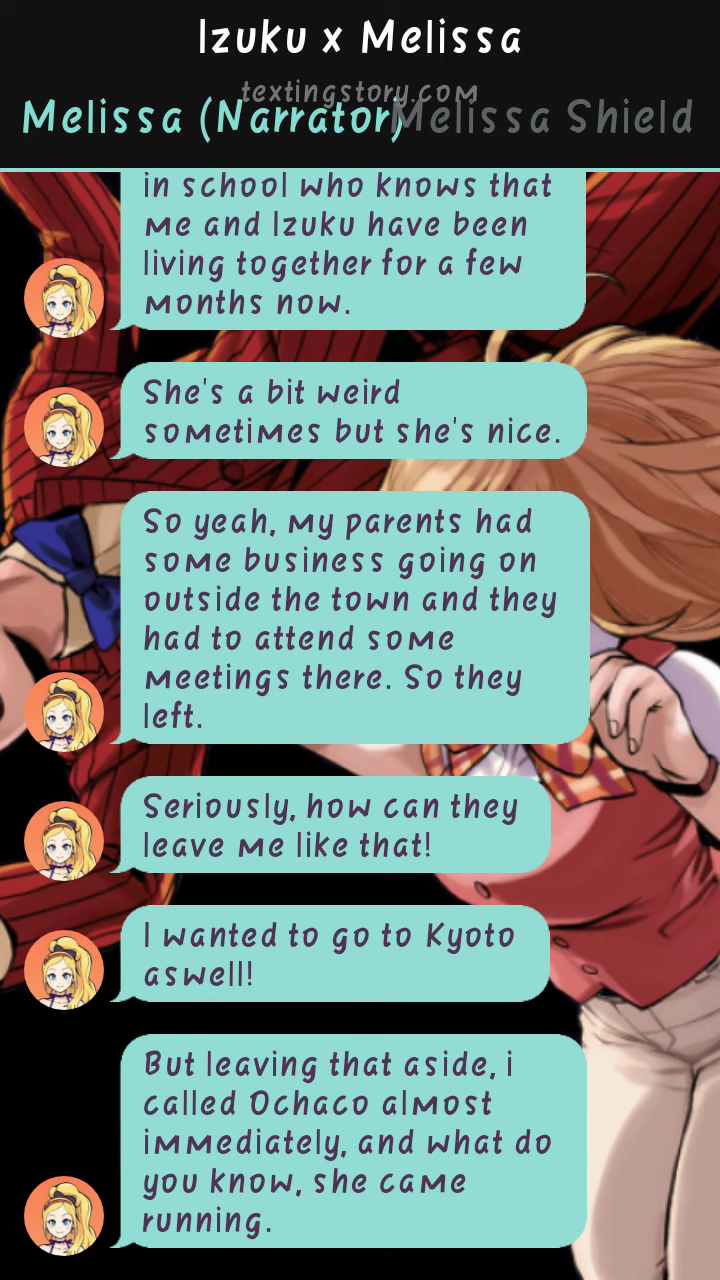 Izuku x Melissa
textingstory.com
Melissa (Narrator)
Melissa Shield
in school who knows that
me and Izuku have been
living together for a few
months now.
She's a bit weird
sometimes but she's nice.
So yeah, my parents had
some business going on
outside the town and they
had to attend some
meetings there. So they
left.
Seriously, how can they
leave me like that!
I wanted to go to Kyoto
aswell!
But leaving that aside, i
called Ochaco almost
immediately, and what do
you know, she came
running.